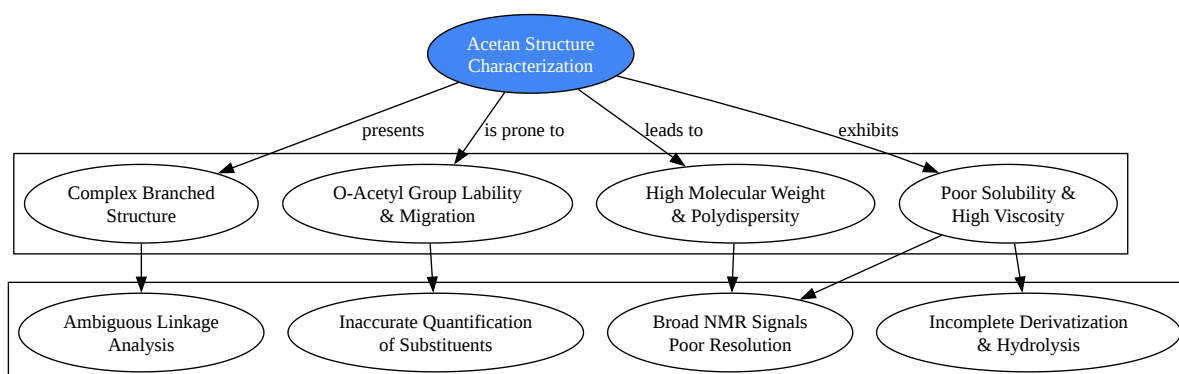 Acetan Structure
Characterization
presents
is prone to
leads to
exhibits
Complex Branched
Structure
O-Acetyl Group Lability
& Migration
High Molecular Weight
& Polydispersity
Poor Solubility &
High Viscosity
Ambiguous Linkage
Analysis
Inaccurate Quantification
of Substituents
Broad NMR Signals
Poor Resolution
Incomplete Derivatization
& Hydrolysis